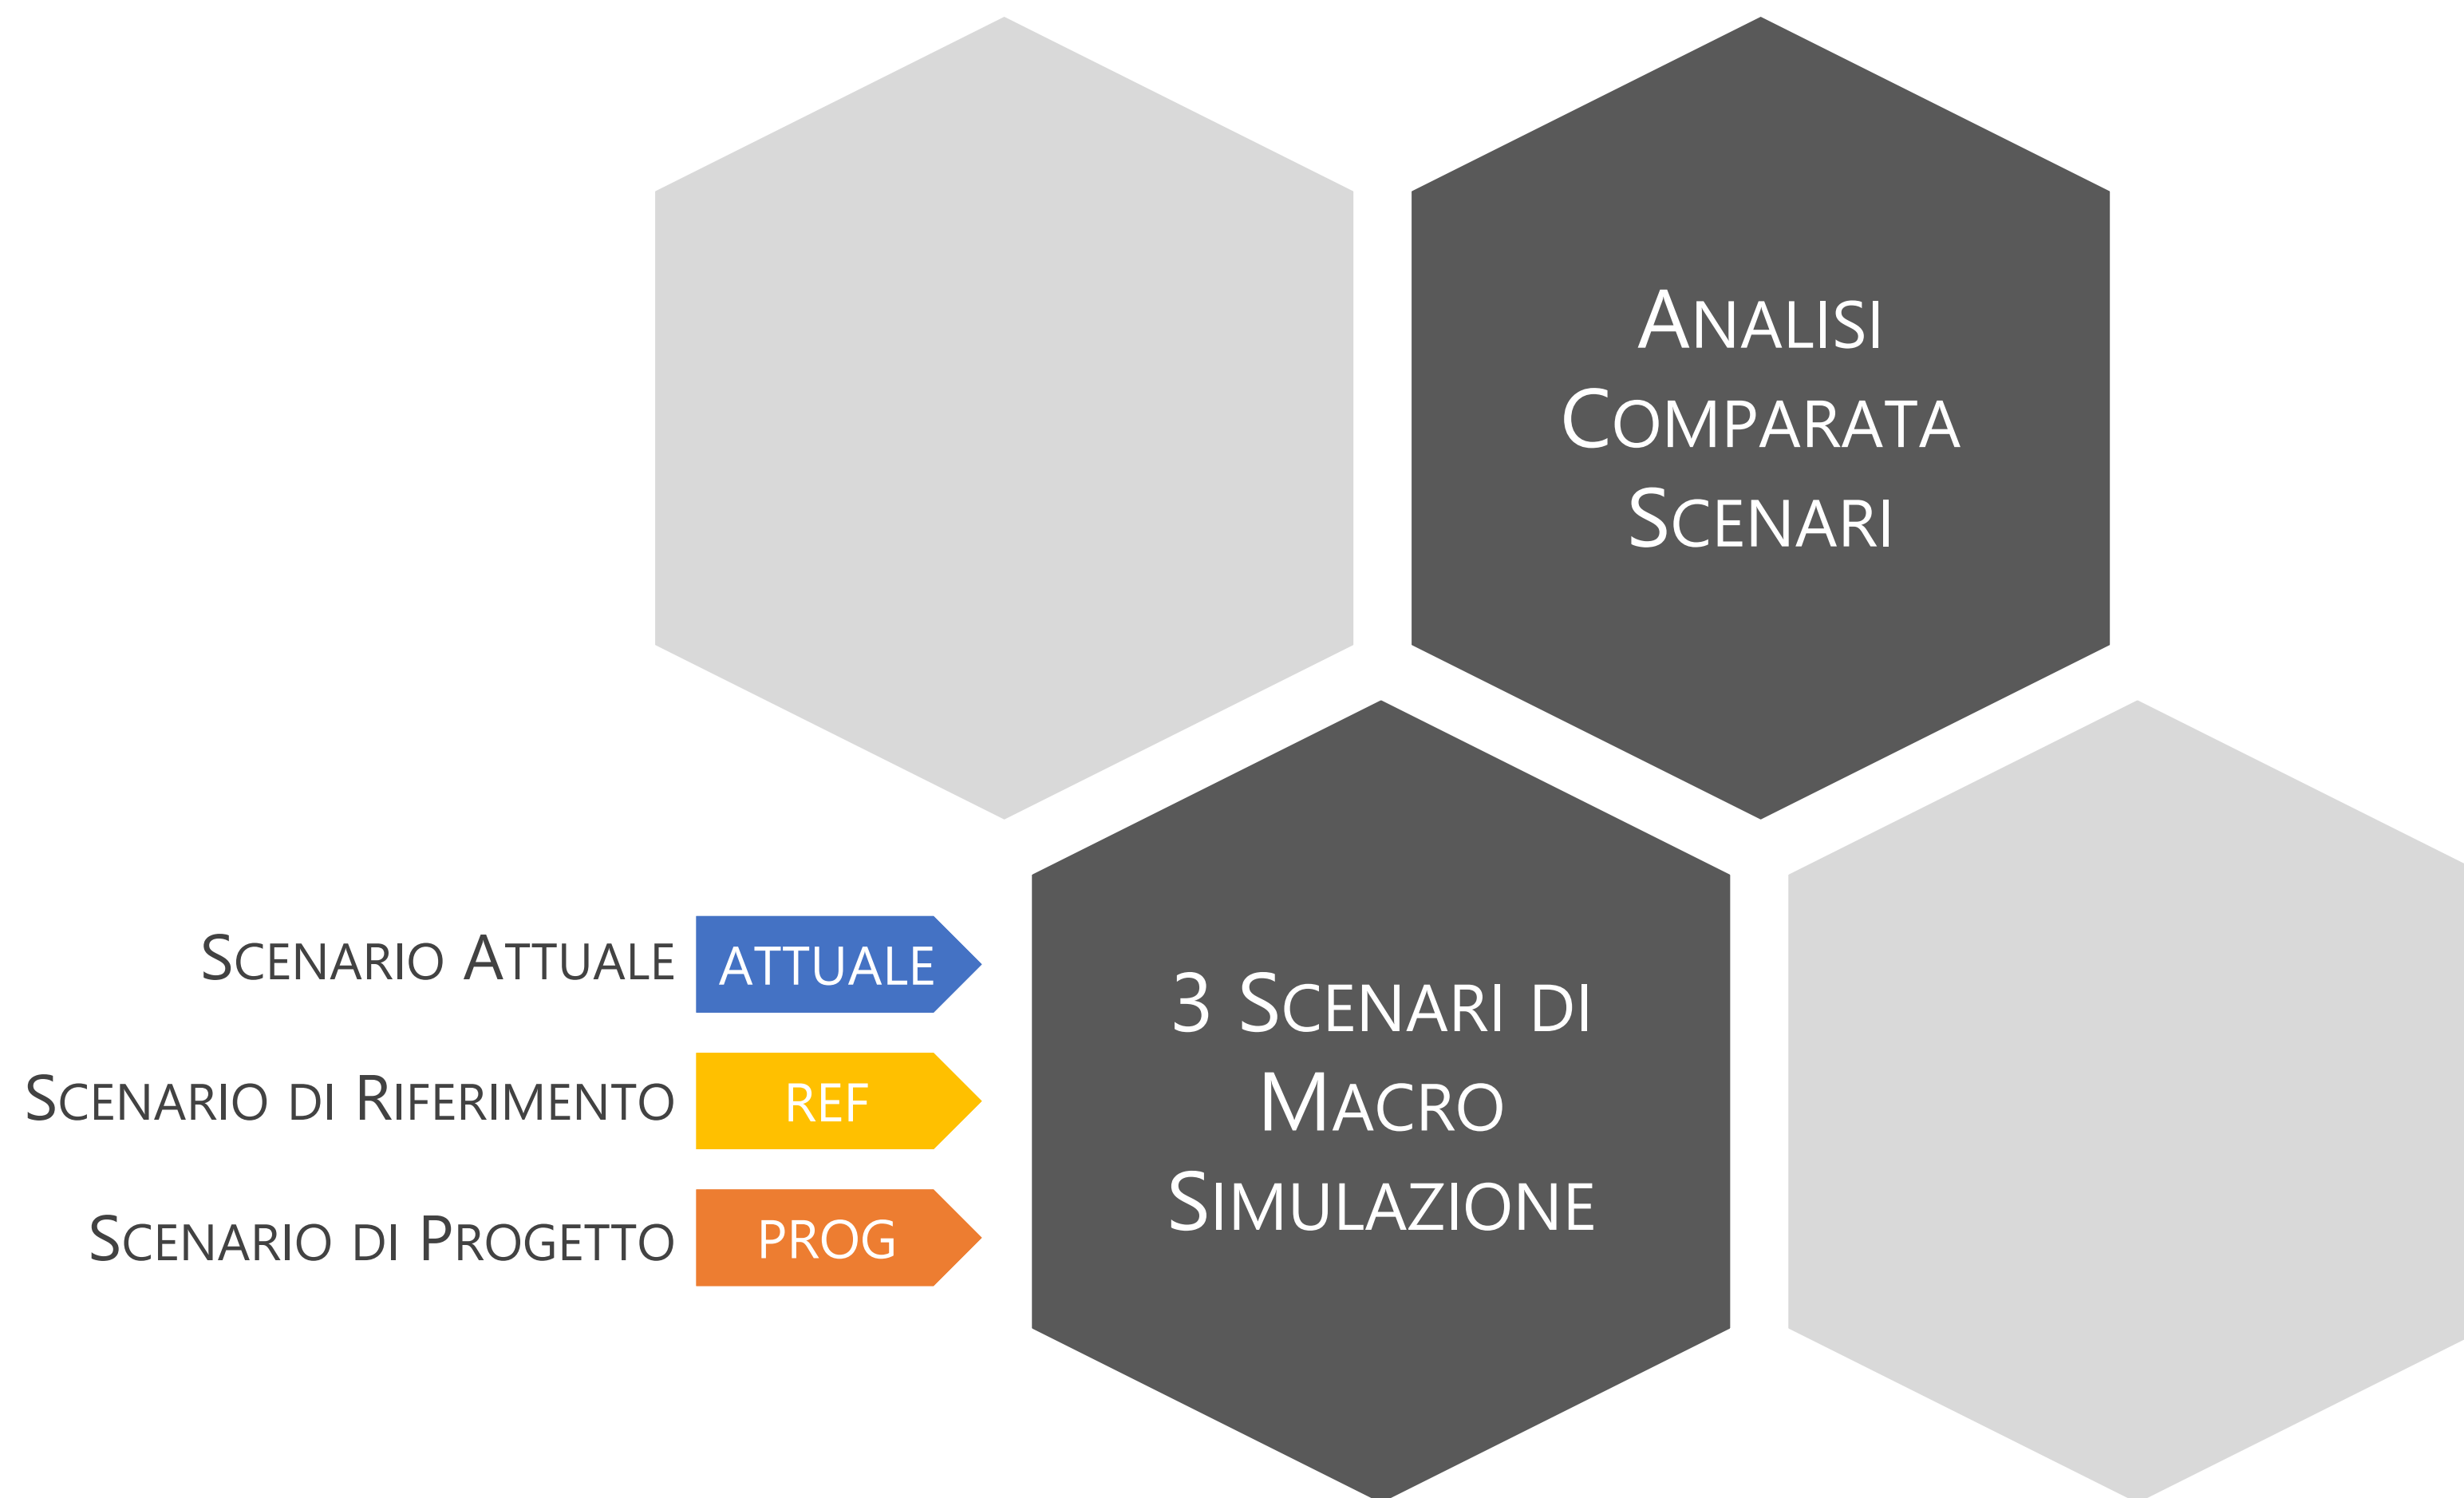 Analisi
Comparata
Scenari
Scenario Attuale
ATTUALE
Scenario di Riferimento
REF
Scenario di Progetto
PROG
3 Scenari di
Macro
Simulazione